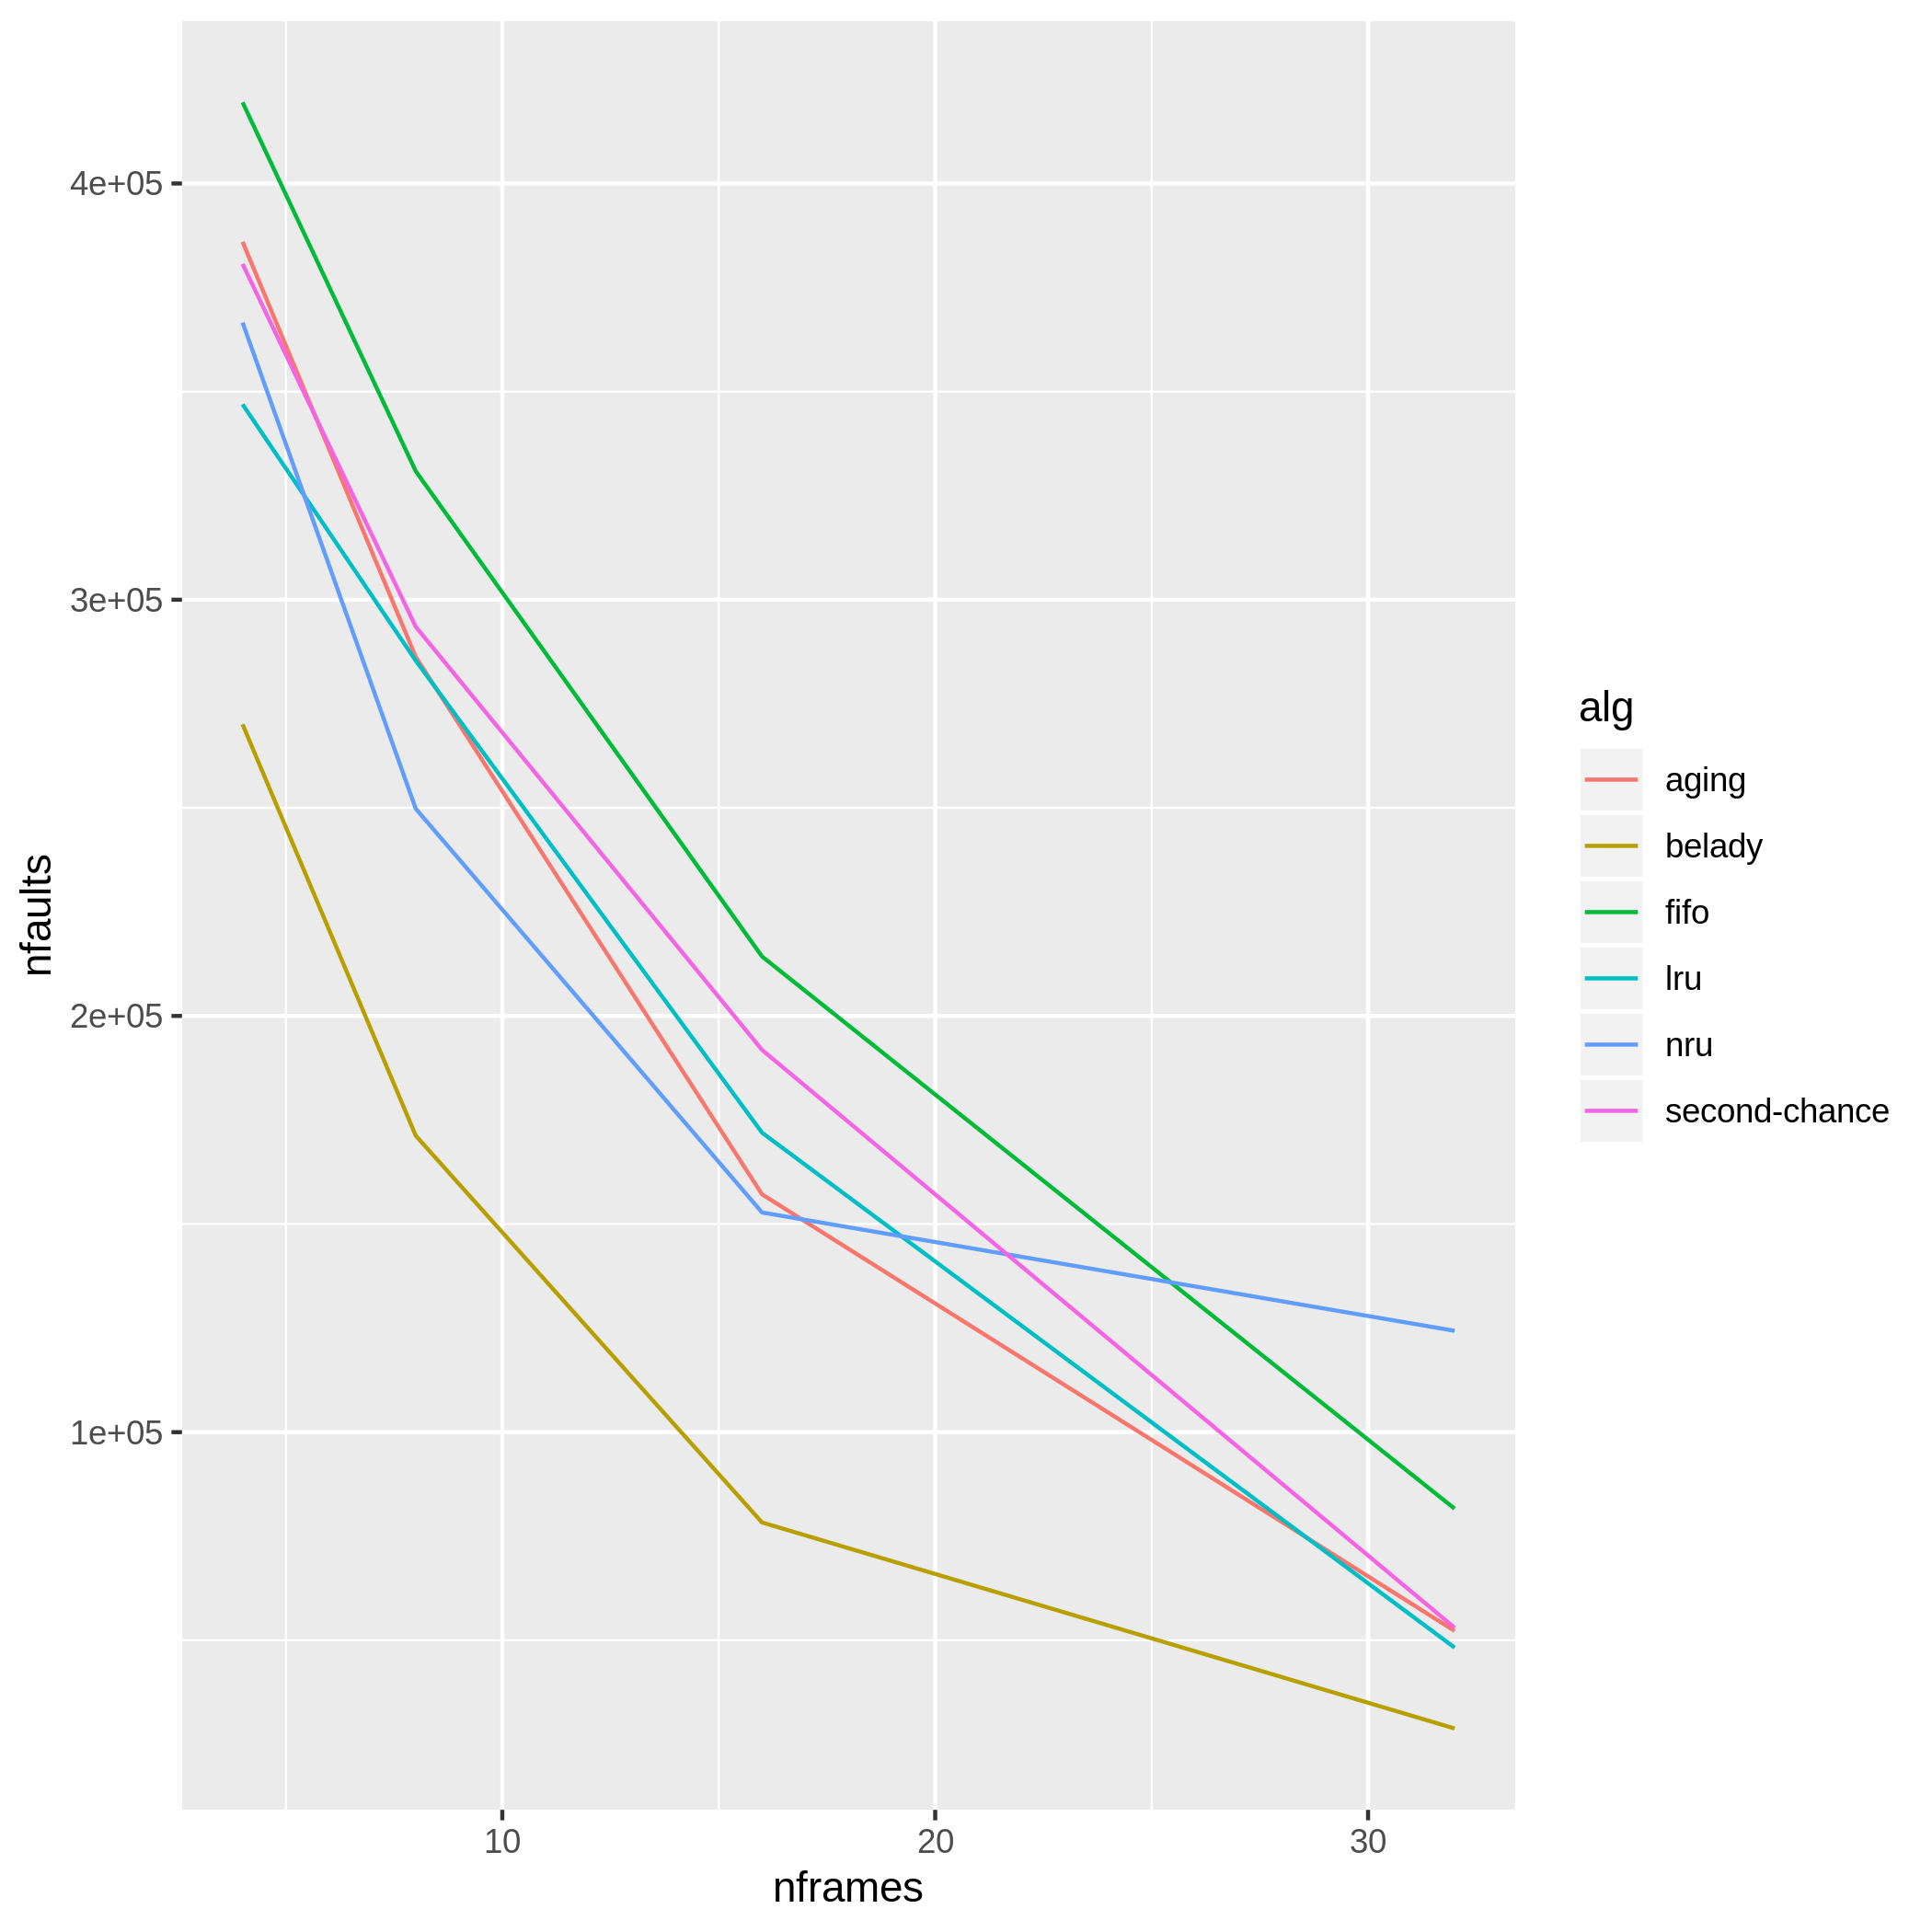 4e+05
3e+05
2e+05
1e+05
nfaults
10 20 30
nframes
alg
aging
belady
fifo
lru
nru
second-chance